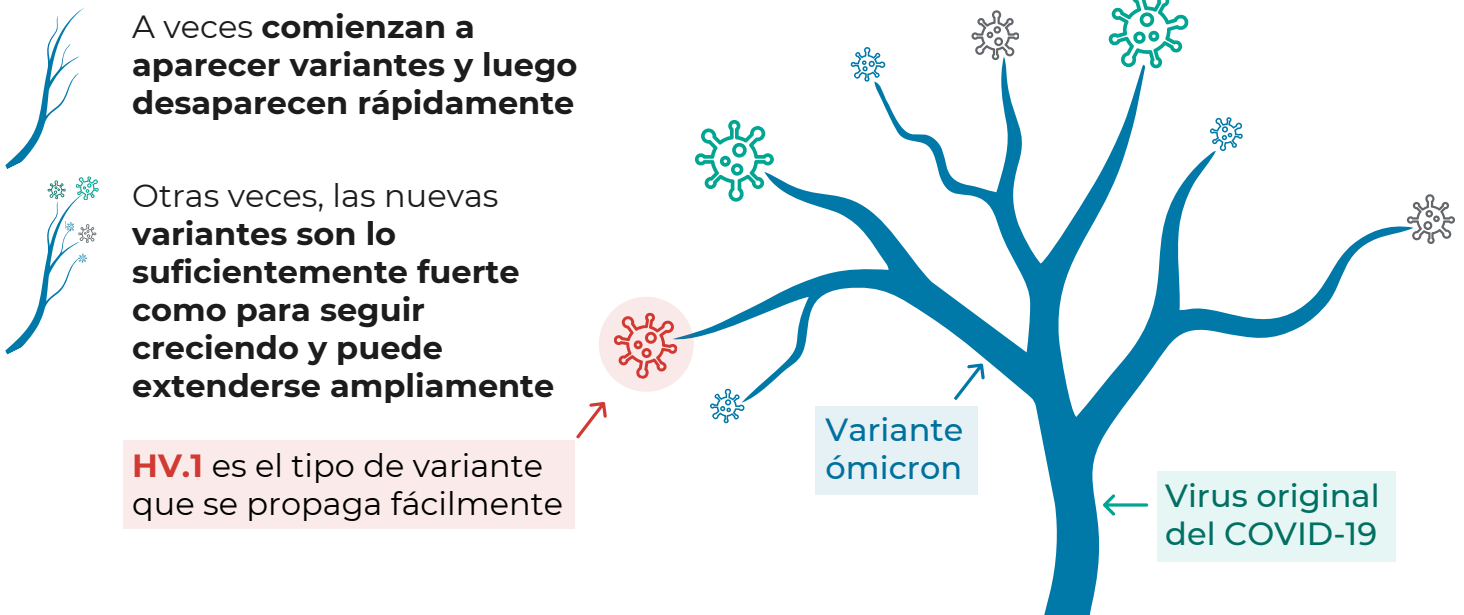 A veces comienzan a
aparecer variantes y luego
desaparecen rápidamente
Otras veces, las nuevas
variantes son lo
suficientemente fuerte
como para seguir
creciendo y puede
extenderse ampliamente
HV.1 es el tipo de variante
que se propaga fácilmente
Variante
ómicron
Virus original
del COVID-19